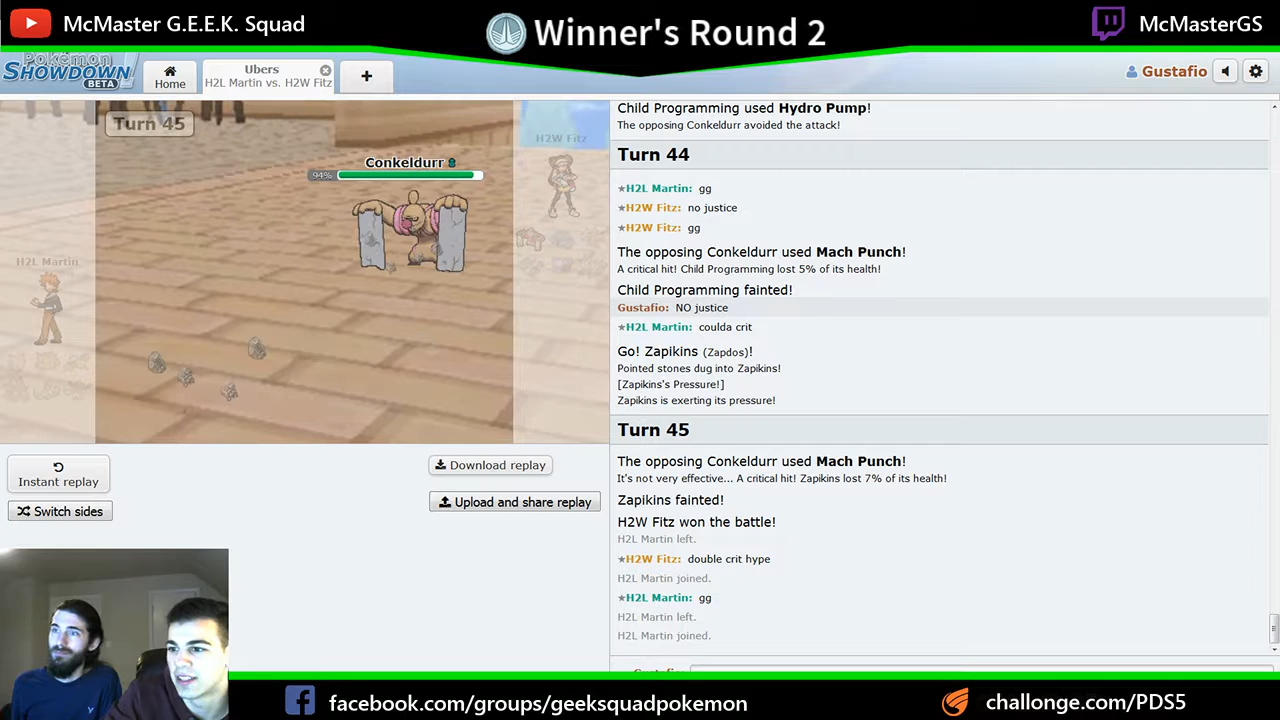 McMaster G.E.E.K. Squad
Winner's Round 2
McMasterGS
Pokémon
SHOWDOWN
BETA
Home
Ubers
H2L Martin vs. H2W Fitz
+
Gustafio
Turn 45
H2W Fitz
Conkeldurr
94%
H2L Martin
Child Programming used Hydro Pump!
The opposing Conkeldurr avoided the attack!
Turn 44
★H2L Martin: gg
★H2W Fitz: no justice
★H2W Fitz: gg
The opposing Conkeldurr used Mach Punch!
A critical hit! Child Programming lost 5% of its health!
Child Programming fainted!
Gustafio: NO justice
★H2L Martin: coulda crit
Go! Zapikins (Zapdos)!
Pointed stones dug into Zapikins!
[Zapikins's Pressure!]
Zapikins is exerting its pressure!
Turn 45
The opposing Conkeldurr used Mach Punch!
It's not very effective... A critical hit! Zapikins lost 7% of its health!
Zapikins fainted!
H2W Fitz won the battle!
H2L Martin left.
★H2W Fitz: double crit hype
H2L Martin joined.
★H2L Martin: gg
H2L Martin left.
H2L Martin joined.
Instant replay
Switch sides
Download replay
Upload and share replay
facebook.com/groups/geeksquadpokemon
challonge.com/PDS5